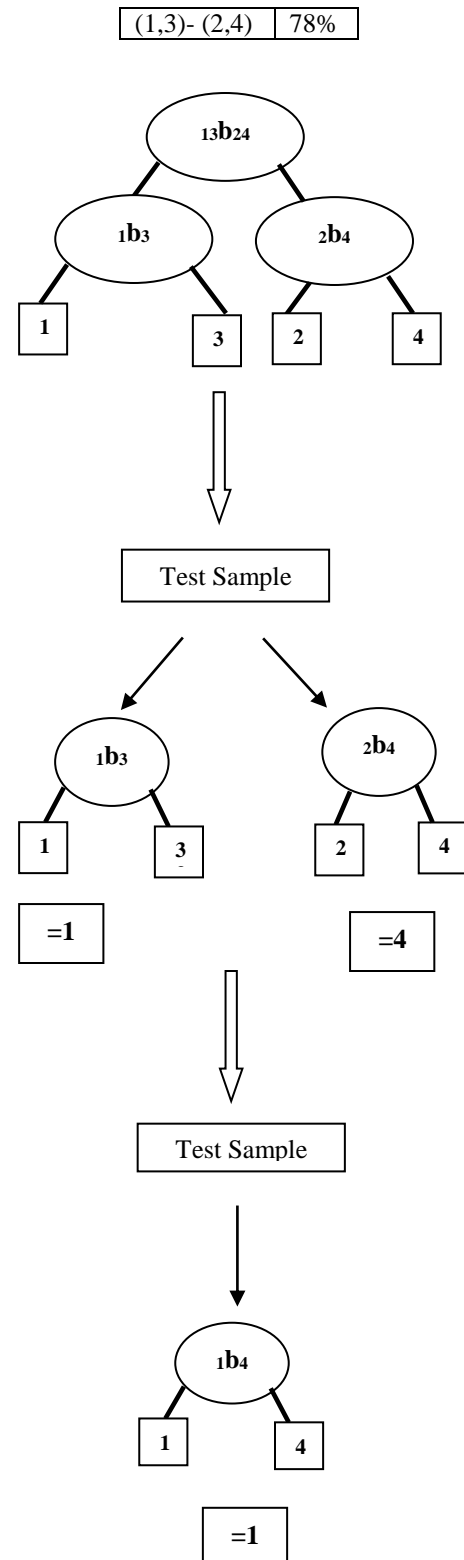 (1,3)- (2,4) 78%
13b24
1b3 2b4
1 3 2 4
Test Sample
1b3 2b4
1 3 2 4
=1 =4
Test Sample
1b4
1 4
=1